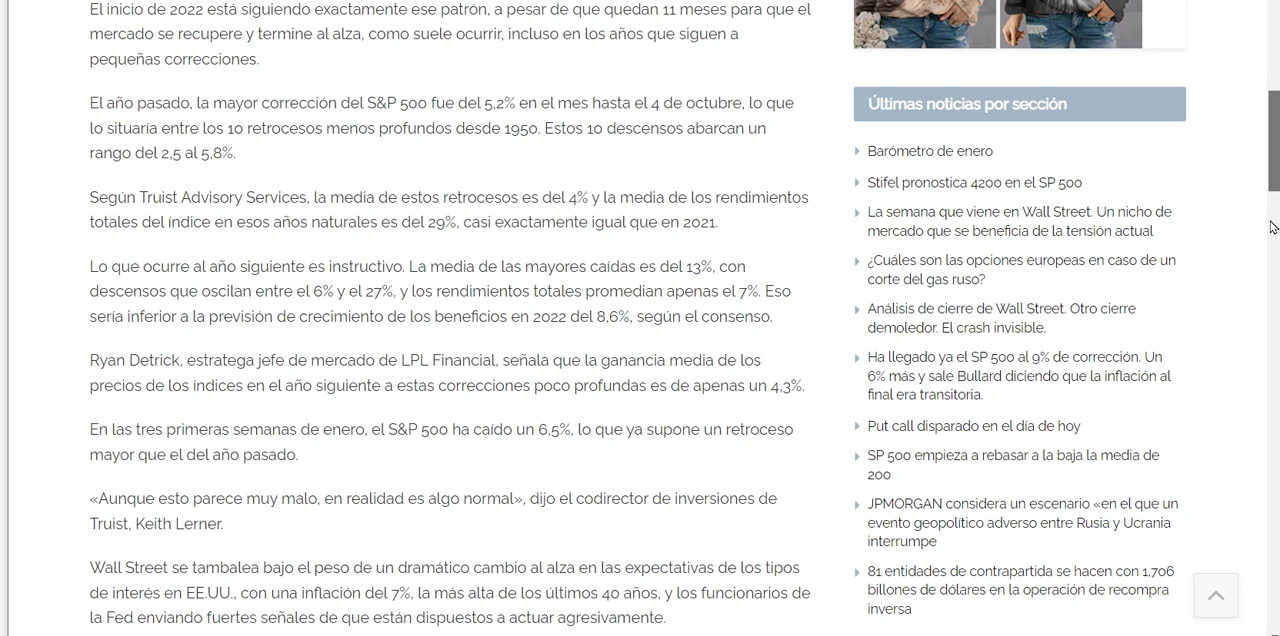 El inicio de 2022 está siguiendo exactamente ese patrón, a pesar de que quedan 11 meses para que el
mercado se recupere y termine al alza, como suele ocurrir, incluso en los años que siguen a
pequeñas correcciones.
El año pasado, la mayor corrección del S&P 500 fue del 5,2% en el mes hasta el 4 de octubre, lo que
lo situaría entre los 10 retrocesos menos profundos desde 1950. Estos 10 descensos abarcan un
rango del 2,5 al 5,8%.
Según Truist Advisory Services, la media de estos retrocesos es del 4% y la media de los rendimientos
totales del índice en esos años naturales es del 29%, casi exactamente igual que en 2021.
Lo que ocurre al año siguiente es instructivo. La media de las mayores caídas es del 13%, con
descensos que oscilan entre el 6% y el 27%, y los rendimientos totales promedian apenas el 7%. Eso
sería inferior a la previsión de crecimiento de los beneficios en 2022 del 8,6%, según el consenso.
Ryan Detrick, estratega jefe de mercado de LPL Financial, señala que la ganancia media de los
precios de los índices en el año siguiente a estas correcciones poco profundas es de apenas un 4,3%.
En las tres primeras semanas de enero, el S&P 500 ha caído un 6,5%, lo que ya supone un retroceso
mayor que el del año pasado.
«Aunque esto parece muy malo, en realidad es algo normal», dijo el codirector de inversiones de
Truist, Keith Lerner.
Wall Street se tambalea bajo el peso de un dramático cambio al alza en las expectativas de los tipos
de interés en EE.UU., con una inflación del 7%, la más alta de los últimos 40 años, y los funcionarios de
la Fed enviando fuertes señales de que están dispuestos a actuar agresivamente.
Últimas noticias por sección
Barómetro de enero
Stifel pronostica 4200 en el SP 500
La semana que viene en Wall Street. Un nicho de
mercado que se beneficia de la tensión actual
¿Cuáles son las opciones europeas en caso de un
corte del gas ruso?
Análisis de cierre de Wall Street. Otro cierre
demoledor. El crash invisible.
Ha llegado ya el SP 500 al 9% de corrección. Un
6% más y sale Bullard diciendo que la inflación al
final era transitoria.
Put call disparado en el día de hoy
SP 500 empieza a rebasar a la baja la media de
200
JPMORGAN considera un escenario «en el que un
evento geopolítico adverso entre Rusia y Ucrania
interrumpe
81 entidades de contrapartida se hacen con 1,706
billones de dólares en la operación de recompra
inversa